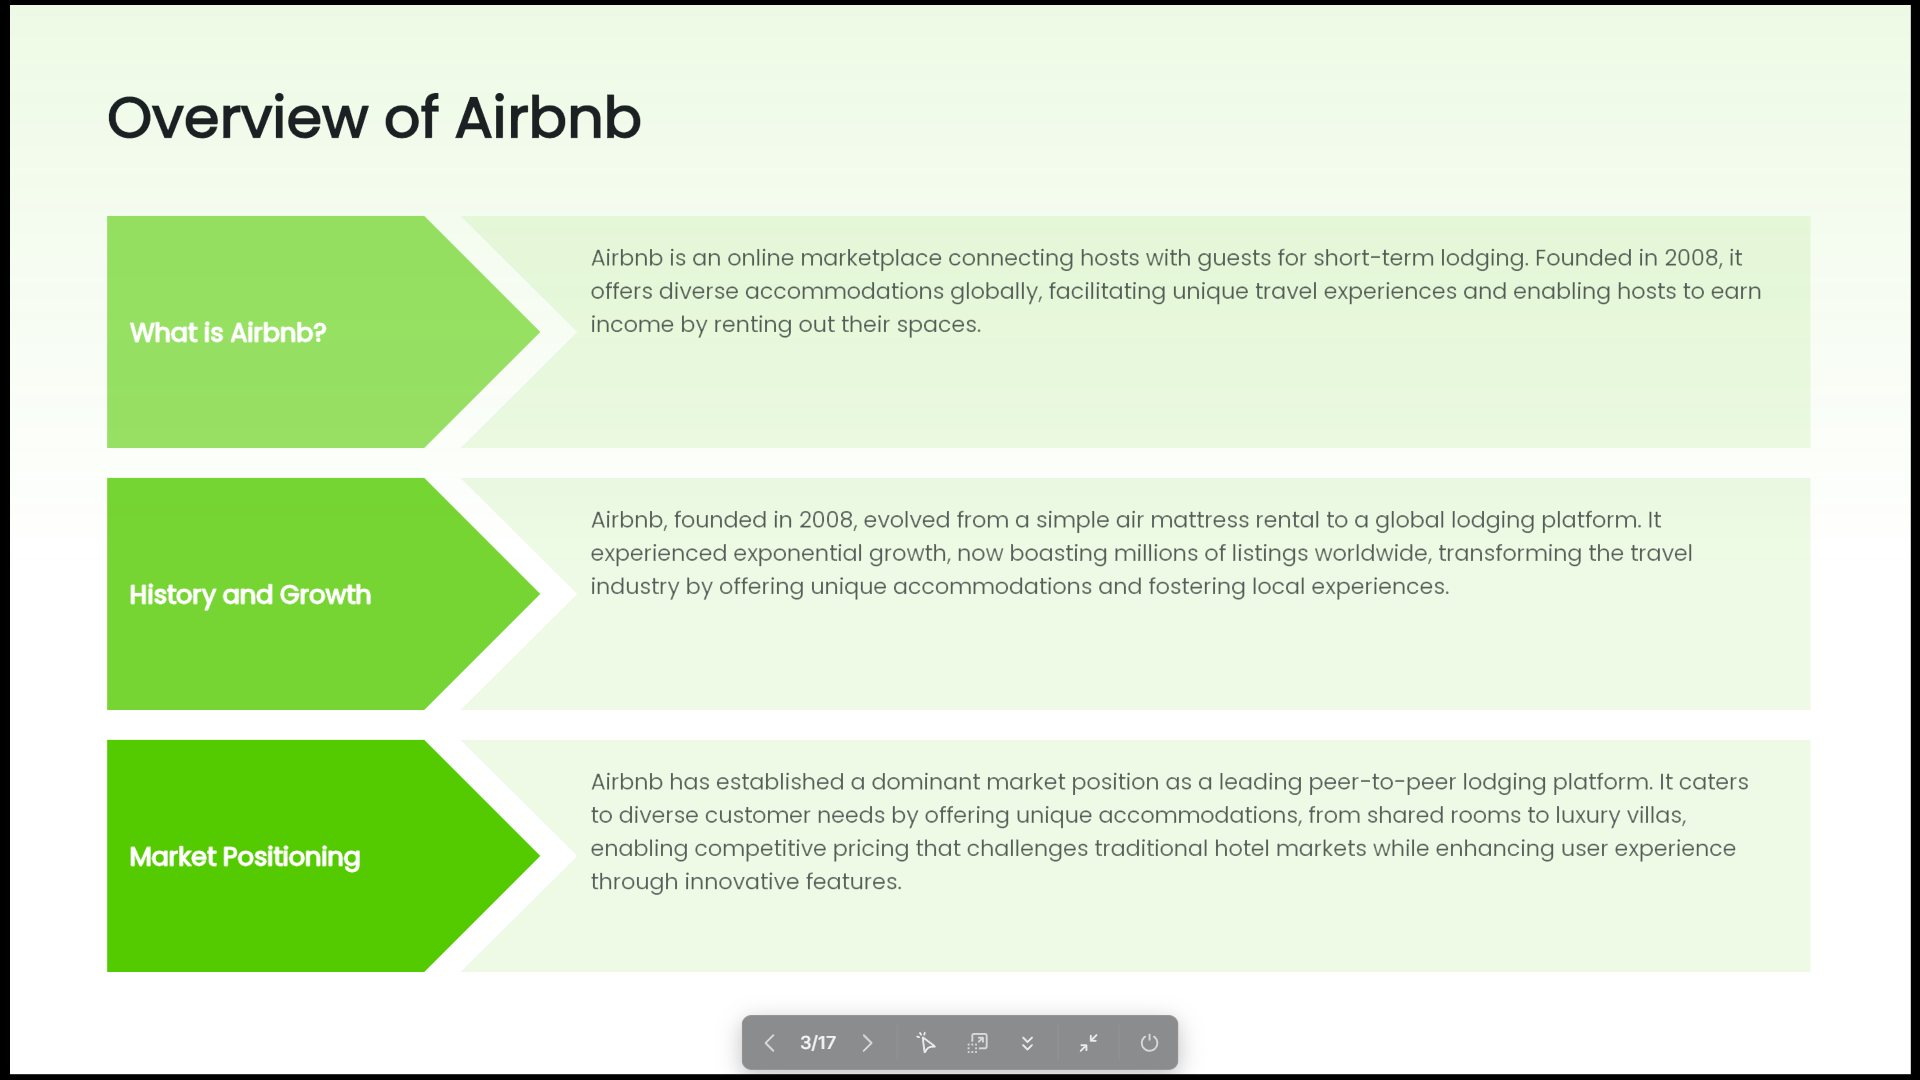 Overview of Airbnb
What is Airbnb?
Airbnb is an online marketplace connecting hosts with guests for short-term lodging. Founded in 2008, it
offers diverse accommodations globally, facilitating unique travel experiences and enabling hosts to earn
income by renting out their spaces.
History and Growth
Airbnb, founded in 2008, evolved from a simple air mattress rental to a global lodging platform. It
experienced exponential growth, now boasting millions of listings worldwide, transforming the travel
industry by offering unique accommodations and fostering local experiences.
Market Positioning
Airbnb has established a dominant market position as a leading peer-to-peer lodging platform. It caters
to diverse customer needs by offering unique accommodations, from shared rooms to luxury villas,
enabling competitive pricing that challenges traditional hotel markets while enhancing user experience
through innovative features.
3/17